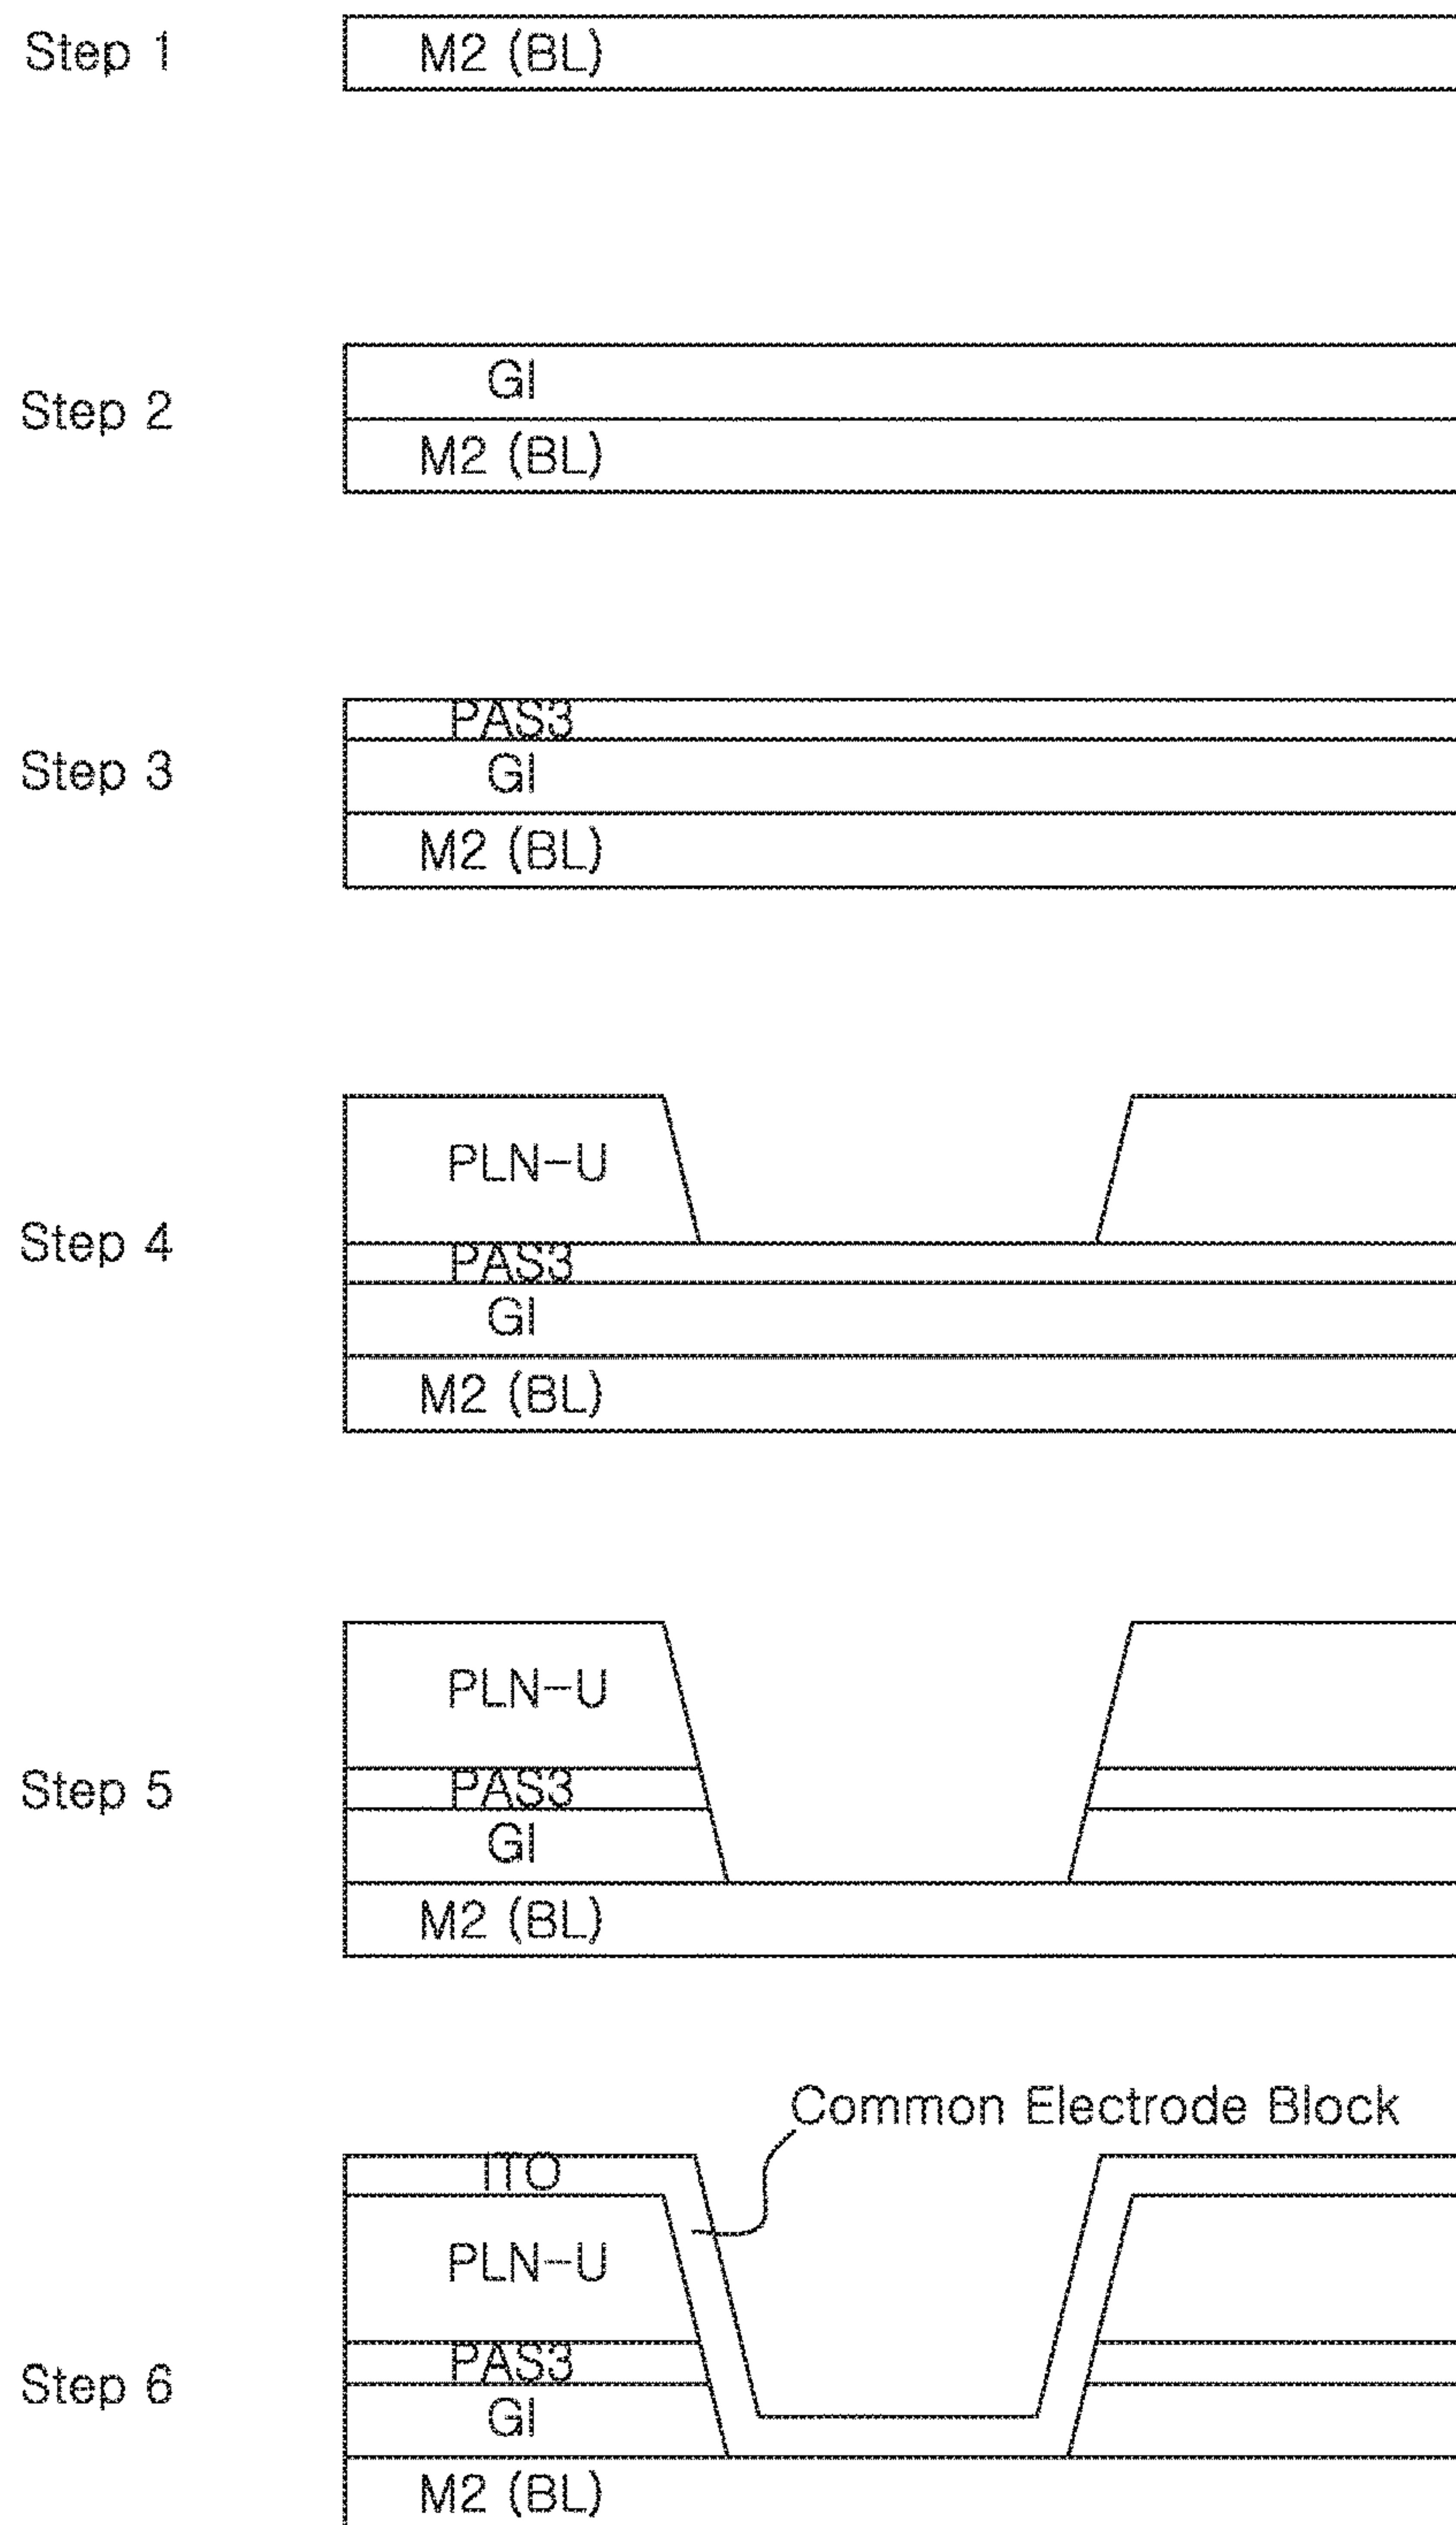 Step 1
M2 (BL)
Step 2
GI
M2 (BL)
Step 3
PAS3
GI
M2 (BL)
Step 4
PLN-U
PAS3
GI
M2 (BL)
Step 5
PLN-U
PAS3
GI
M2 (BL)
Common Electrode Block
Step 6
ITO
PLN-U
PAS3
GI
M2 (BL)